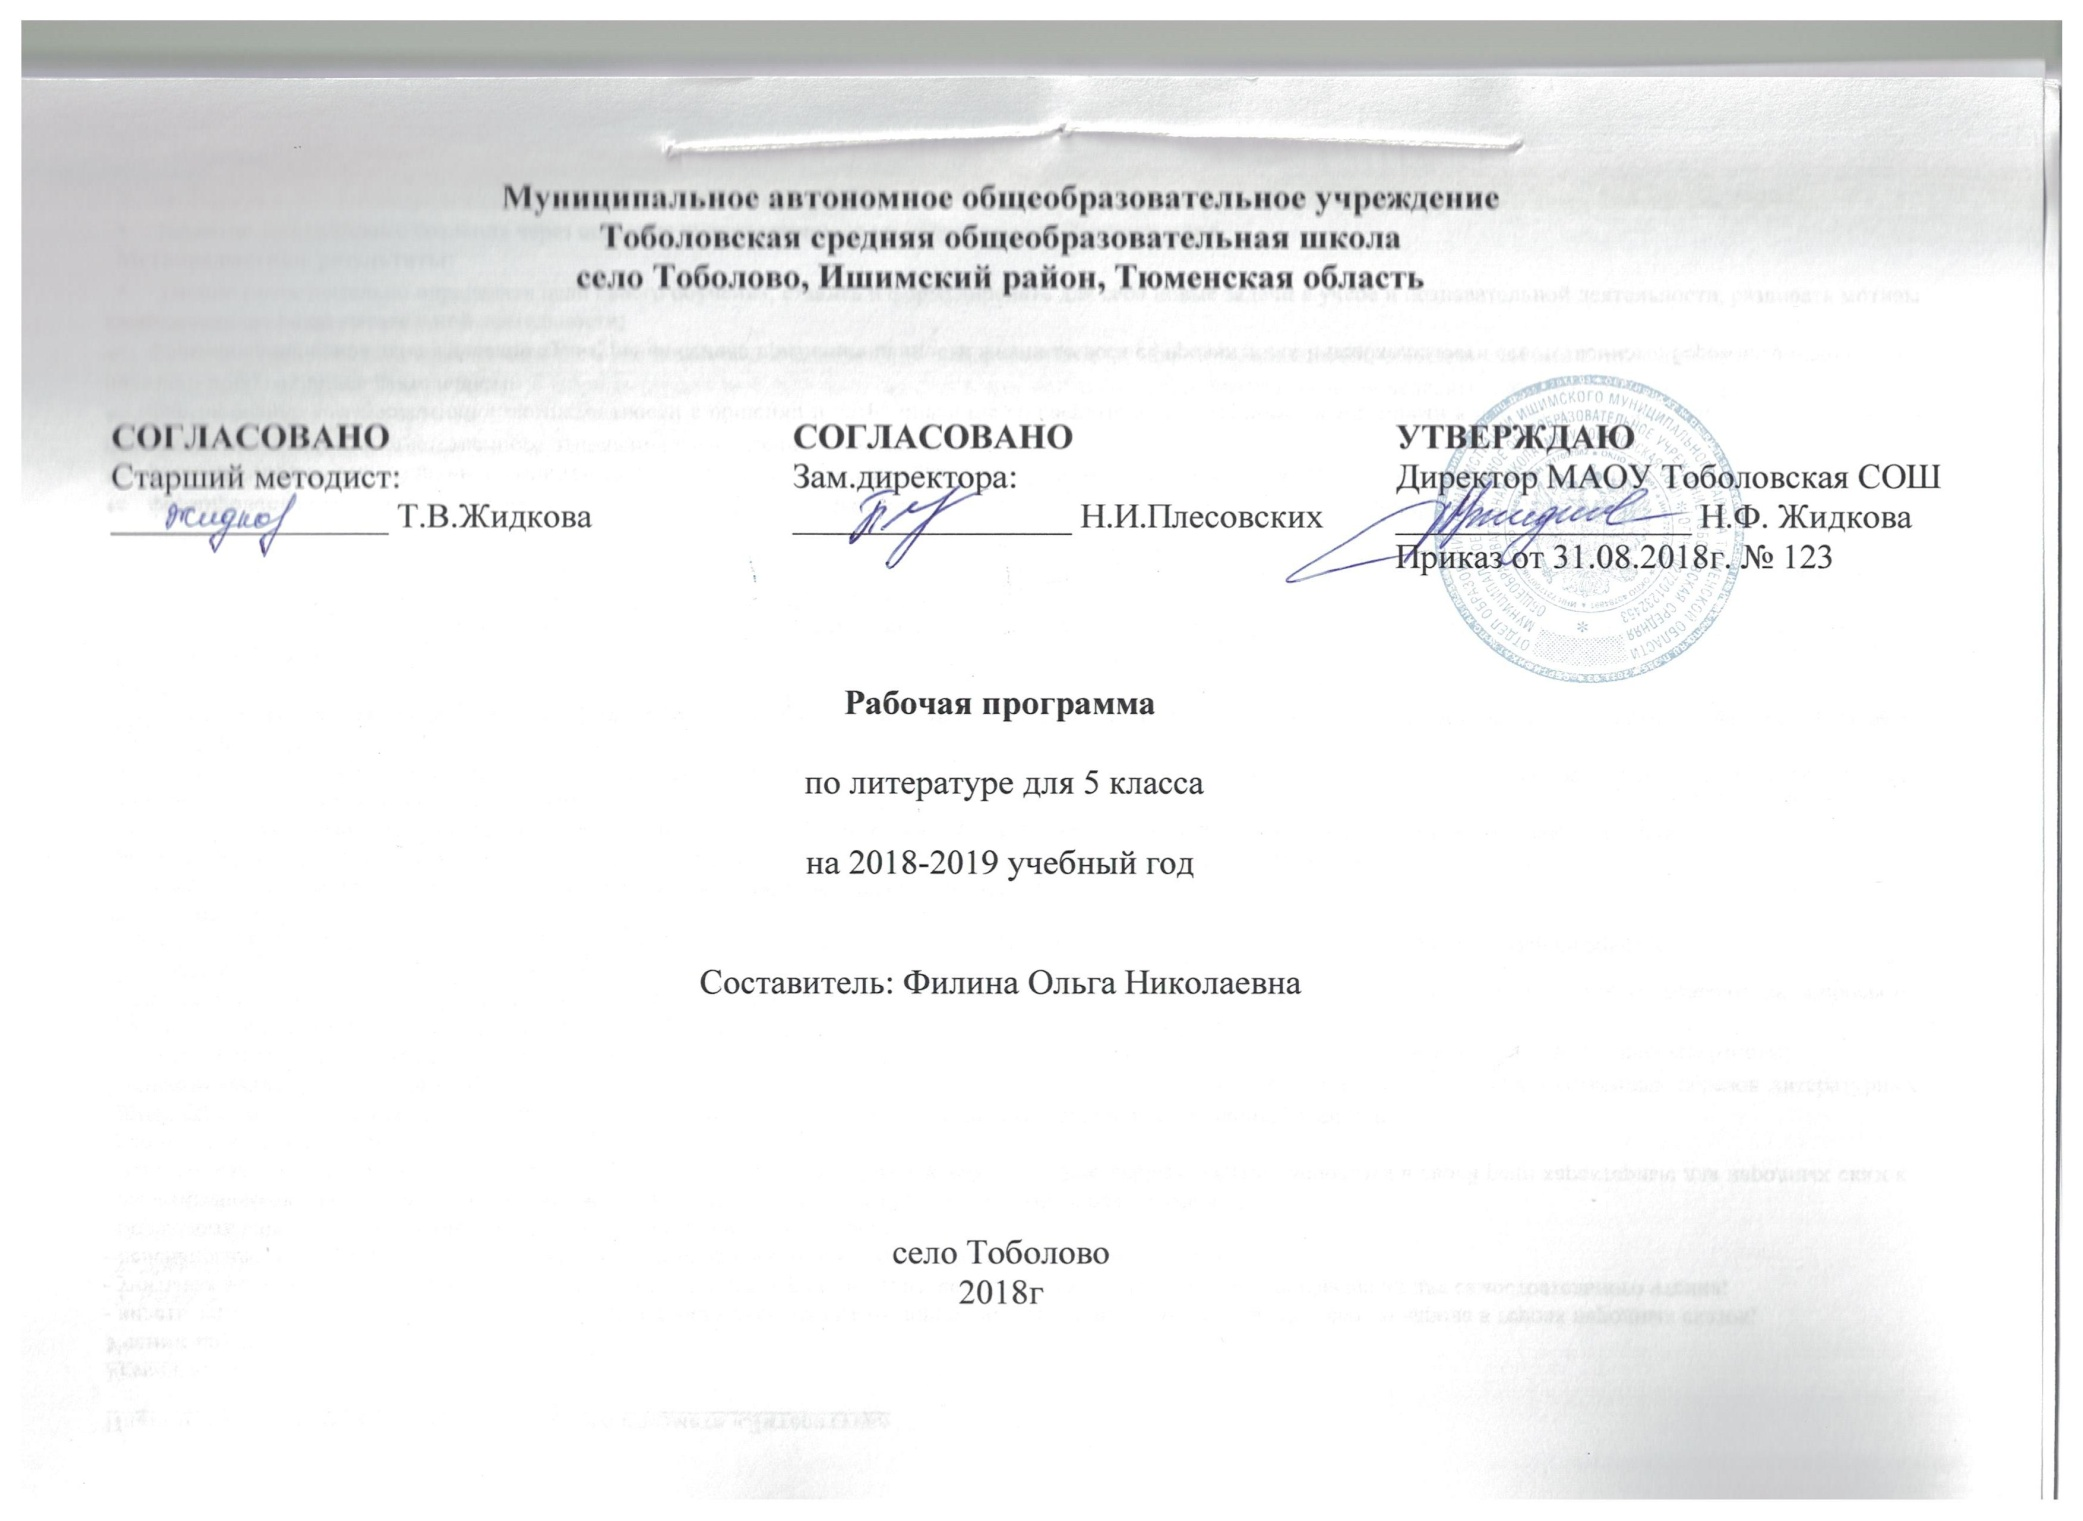 Муниципальное автономное общеобразовательное учреждение
Тоболовская средняя общеобразовательная школа
село Тоболово, Ишимский район, Тюменская область
СОГЛАСОВАНО
Старший методист:
Т.В.Жидкова
СОГЛАСОВАНО
Зам.директора:
Н.И.Плесовских
УТВЕРЖДАЮ
Директор МАОУ Тоболовская СОШ
Н.Ф. Жидкова
Приказ от 31.08.2018г. № 123
Рабочая программа
по литературе для 5 класса
на 2018-2019 учебный год
Составитель: Филина Ольга Николаевна
село Тоболово
2018г